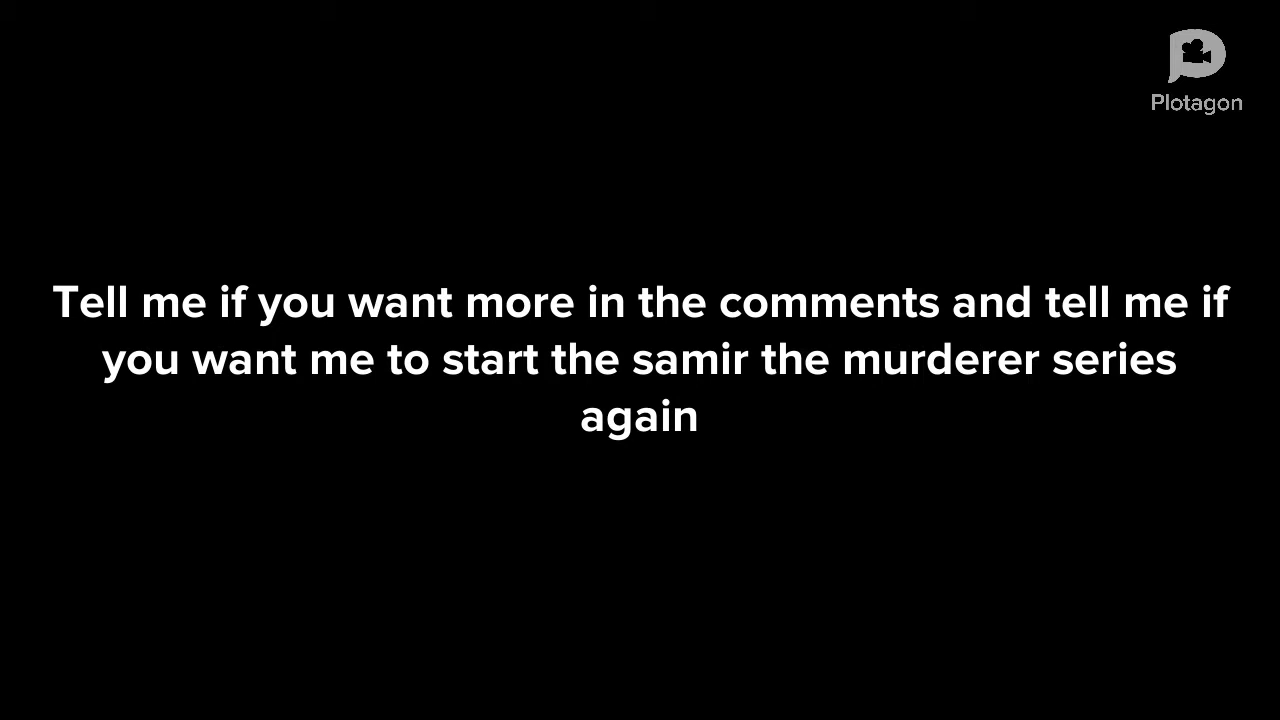 Plotagon
Tell me if you want more in the comments and tell me if
you want me to start the samir the murderer series
again